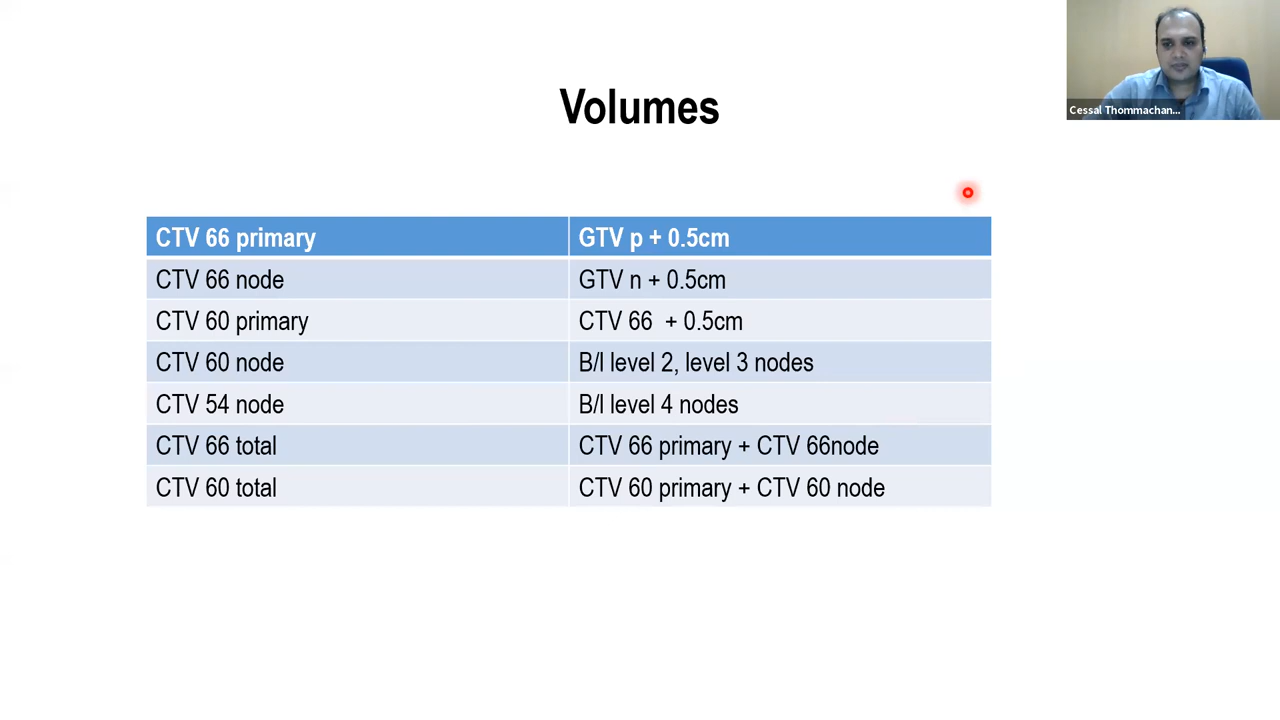 Cessal Thommachan...
Volumes
CTV 66 primary GTV p + 0.5cm
CTV 66 node GTV n + 0.5cm
CTV 60 primary CTV 66 + 0.5cm
CTV 60 node B/l level 2, level 3 nodes
CTV 54 node B/l level 4 nodes
CTV 66 total CTV 66 primary + CTV 66node
CTV 60 total CTV 60 primary + CTV 60 node